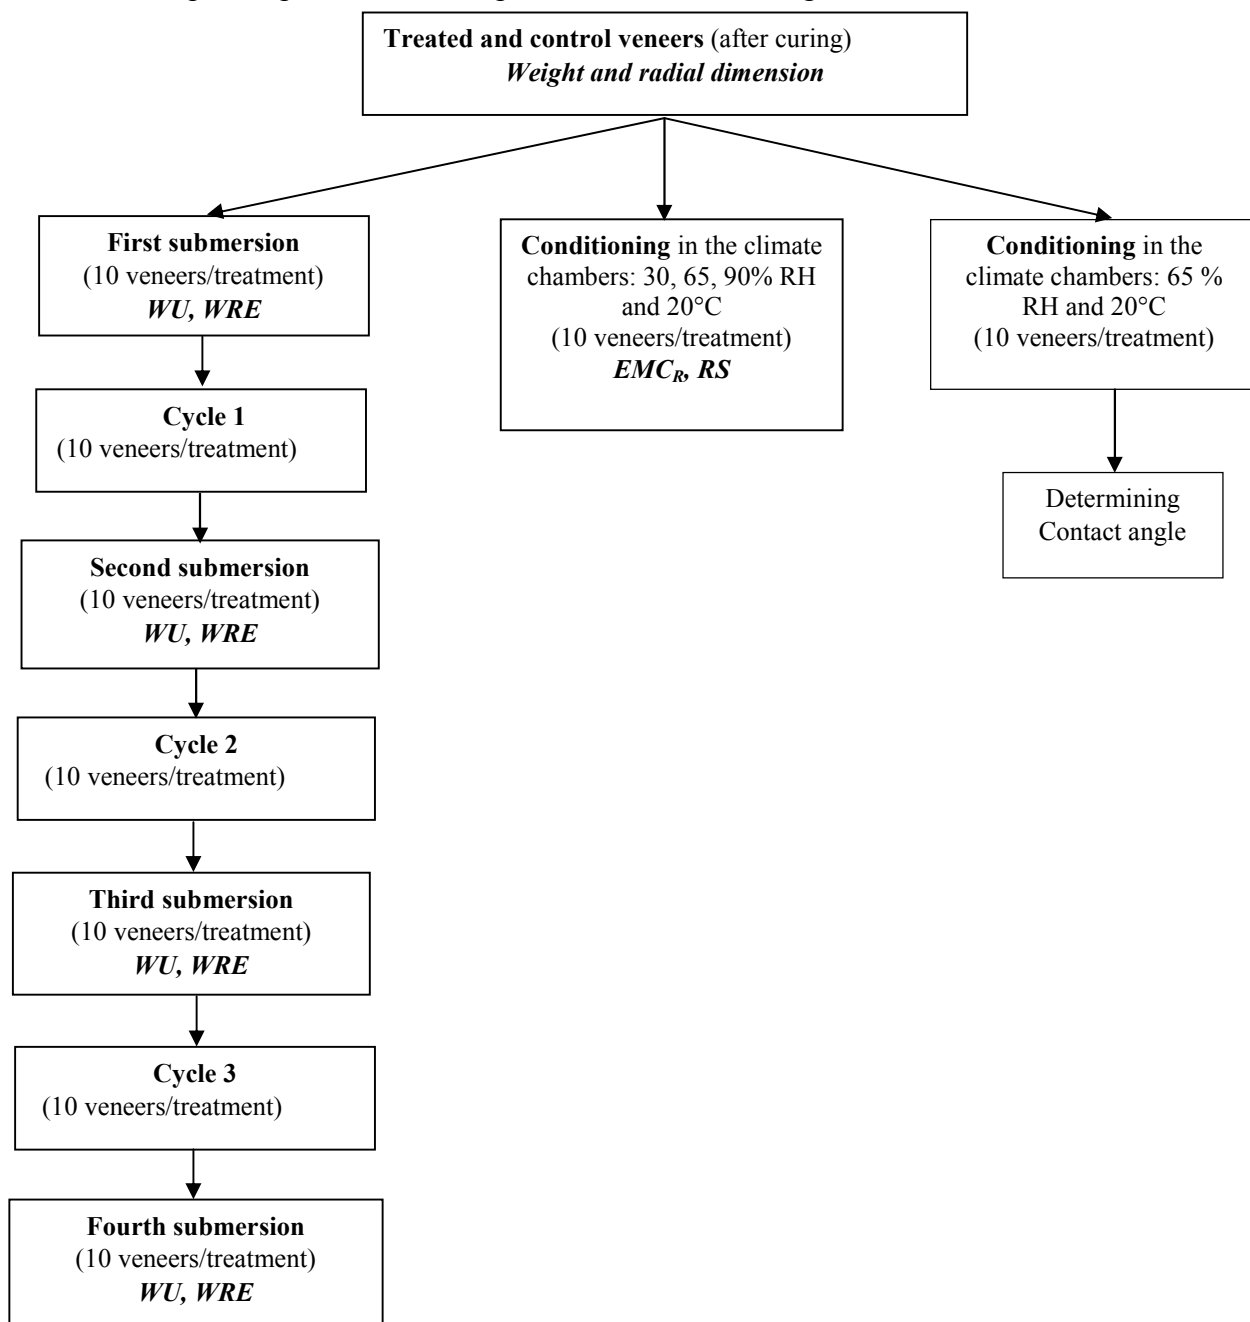 Treated and control veneers (after curing)
Weight and radial dimension
First submersion
(10 veneers/treatment)
WU, WRE
Conditioning in the climate
chambers: 30, 65, 90% RH
and 20°C
(10 veneers/treatment)
EMCR, RS
Conditioning in the
climate chambers: 65 %
RH and 20°C
(10 veneers/treatment)
Cycle 1
(10 veneers/treatment)
Determining
Contact angle
Second submersion
(10 veneers/treatment)
WU, WRE
Cycle 2
(10 veneers/treatment)
Third submersion
(10 veneers/treatment)
WU, WRE
Cycle 3
(10 veneers/treatment)
Fourth submersion
(10 veneers/treatment)
WU, WRE